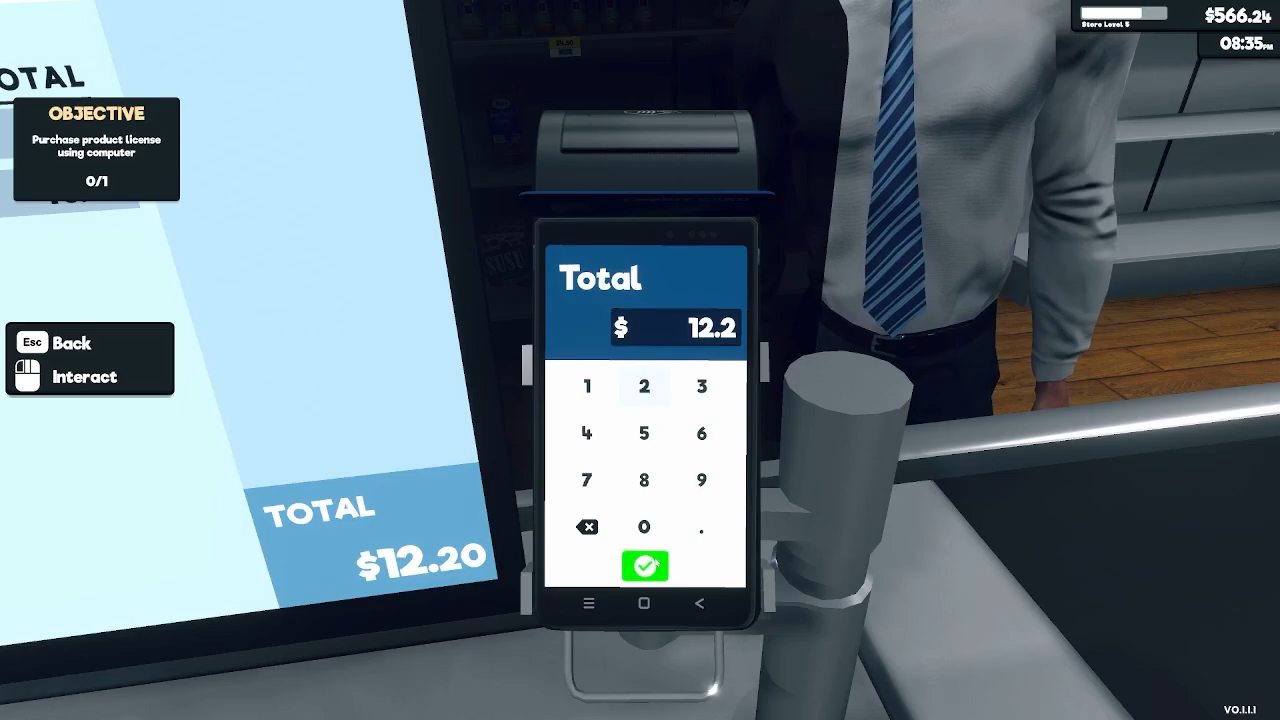 $566.24
Store Level 5
08:35PM
OTAL
OBJECTIVE
Purchase product license
using computer
0/1
Esc Back
Interact
Total
$ 12.2
1 2 3
4 5 6
7 8 9
0 .
TOTAL
$12.20
V0.1.1.1